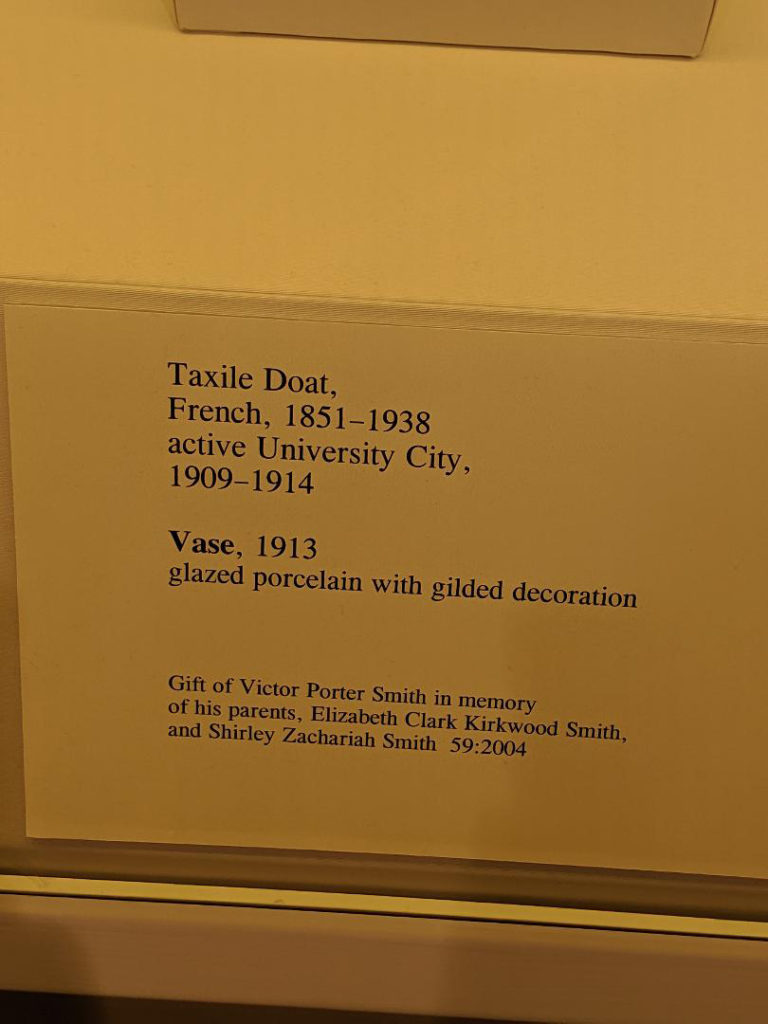 Taxile Doat,
French, 1851–1938
active University City,
1909–1914
Vase, 1913
glazed porcelain with gilded decoration
Gift of Victor Porter Smith in memory
of his parents, Elizabeth Clark Kirkwood Smith,
and Shirley Zachariah Smith 59:2004